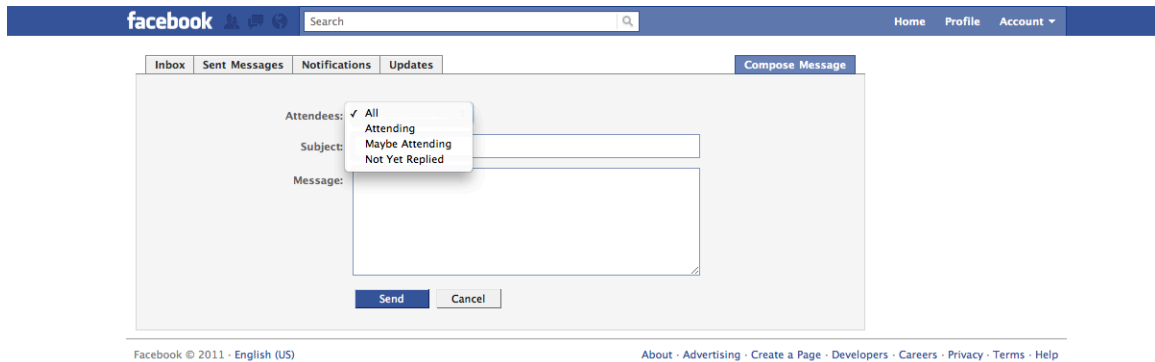 facebook Search Home Profile Account
Inbox Sent Messages Notifications Updates Compose Message
Attendees: ✓ All
Attending
Maybe Attending
Not Yet Replied
Subject:
Message:
Send Cancel
Facebook © 2011 · English (US) About · Advertising · Create a Page · Developers · Careers · Privacy · Terms · Help